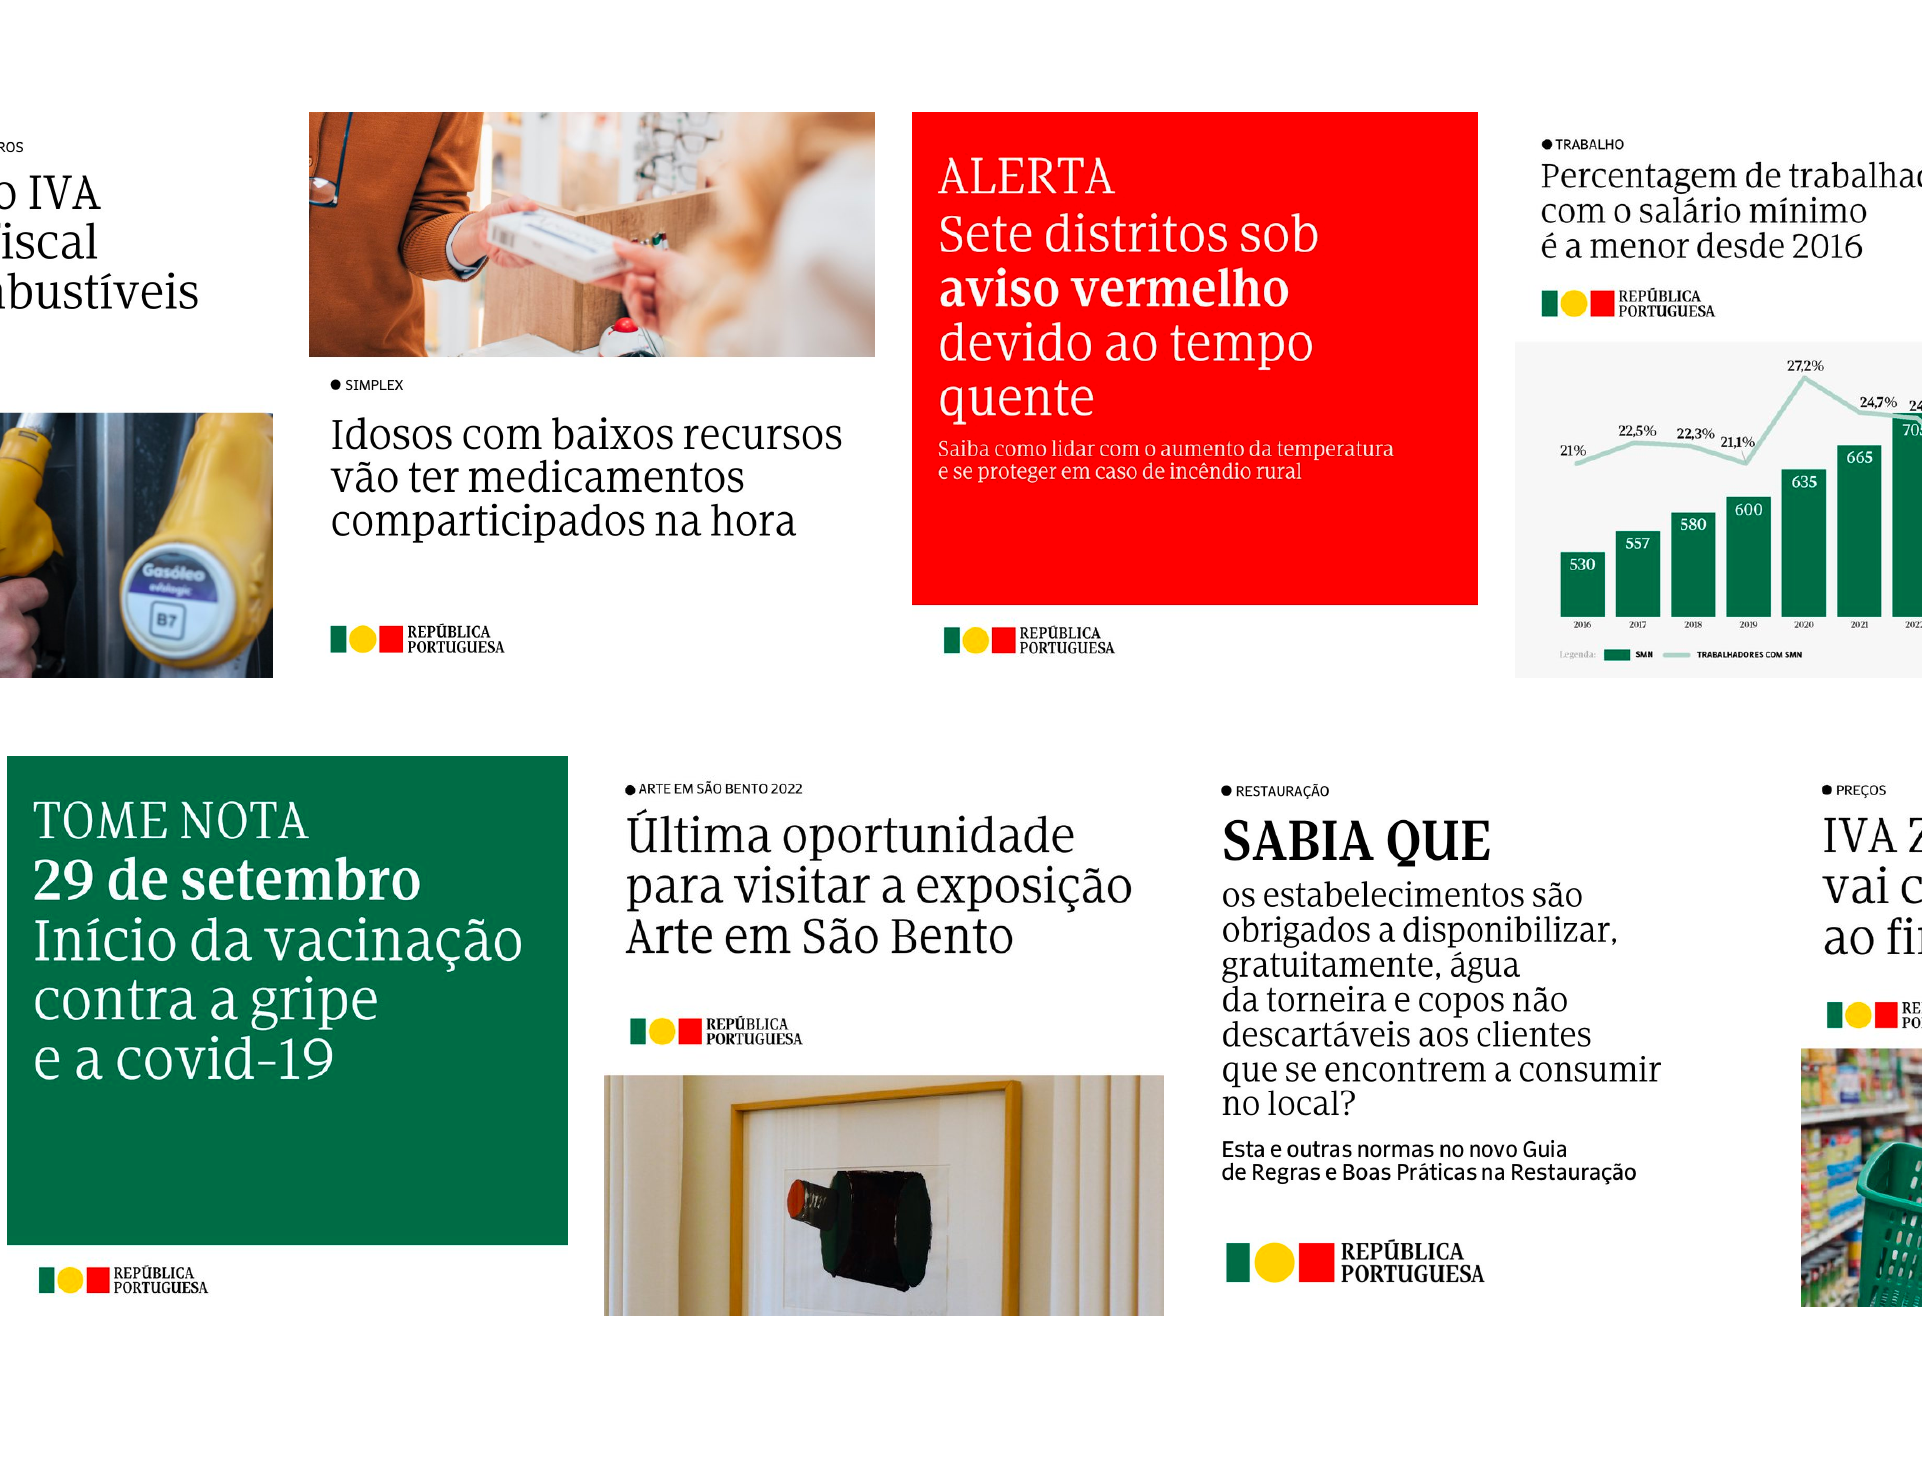 ROS
o IVA
iscal
bustíveis
Gasóleo
evologic
B7
● SIMPLEX
Idosos com baixos recursos
vão ter medicamentos
comparticipados na hora
REPÚBLICA
PORTUGUESA
ALERTA
Sete distritos sob
aviso vermelho
devido ao tempo
quente
Saiba como lidar com o aumento da temperatura
e se proteger em caso de incêndio rural
REPÚBLICA
PORTUGUESA
● TRABALHO
Percentagem de trabalhad
com o salário mínimo
é a menor desde 2016
REPÚBLICA
PORTUGUESA
21% 22,5% 22,3% 21,1% 27,2% 24,7% 24
530 557 580 600 635 665 705
2016 2017 2018 2019 2020 2021 2022
Legenda: SMN TRABALHADORES COM SMN
TOME NOTA
29 de setembro
Início da vacinação
contra a gripe
e a covid-19
REPÚBLICA
PORTUGUESA
● ARTE EM SÃO BENTO 2022
Última oportunidade
para visitar a exposição
Arte em São Bento
REPÚBLICA
PORTUGUESA
● RESTAURAÇÃO
SABIA QUE
os estabelecimentos são
obrigados a disponibilizar,
gratuitamente, água
da torneira e copos não
descartáveis aos clientes
que se encontrem a consumir
no local?
Esta e outras normas no novo Guia
de Regras e Boas Práticas na Restauração
REPÚBLICA
PORTUGUESA
● PREÇOS
IVA Z
vai c
ao fi
RE
PO